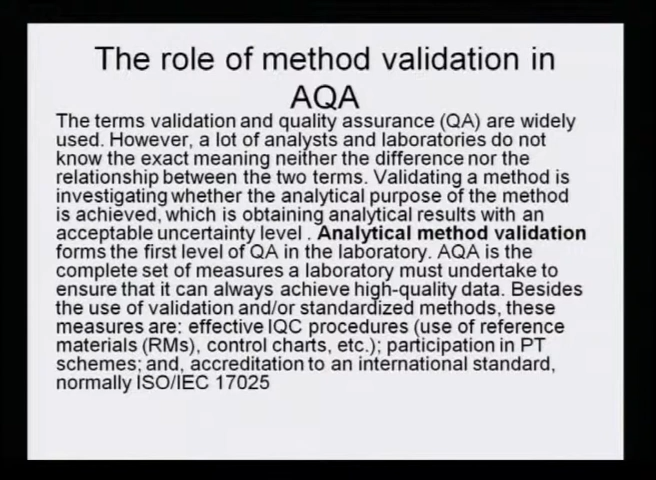 The role of method validation in
AQA
The terms validation and quality assurance (QA) are widely
used. However, a lot of analysts and laboratories do not
know the exact meaning neither the difference nor the
relationship between the two terms. Validating a method is
investigating whether the analytical purpose of the method
is achieved, which is obtaining analytical results with an
acceptable uncertainty level . Analytical method validation
forms the first level of QA in the laboratory. AQA is the
complete set of measures a laboratory must undertake to
ensure that it can always achieve high-quality data. Besides
the use of validation and/or standardized methods, these
measures are: effective IQC procedures (use of reference
materials (RMs), control charts, etc.); participation in PT
schemes; and, accreditation to an international standard,
normally ISO/IEC 17025